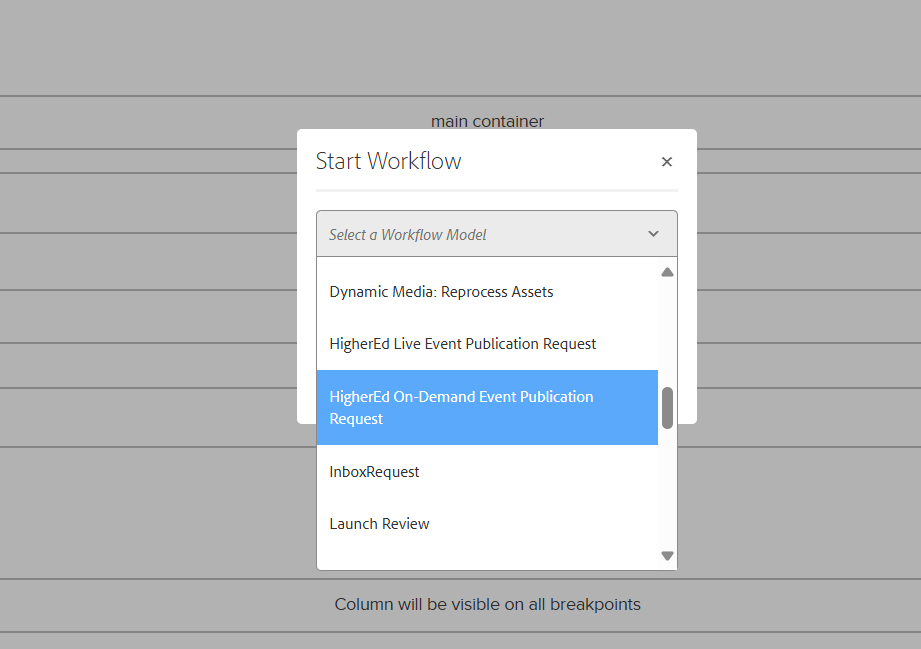 main container
Start Workflow
Select a Workflow Model
Dynamic Media: Reprocess Assets
HigherEd Live Event Publication Request
HigherEd On-Demand Event Publication
Request
InboxRequest
Launch Review
Column will be visible on all breakpoints